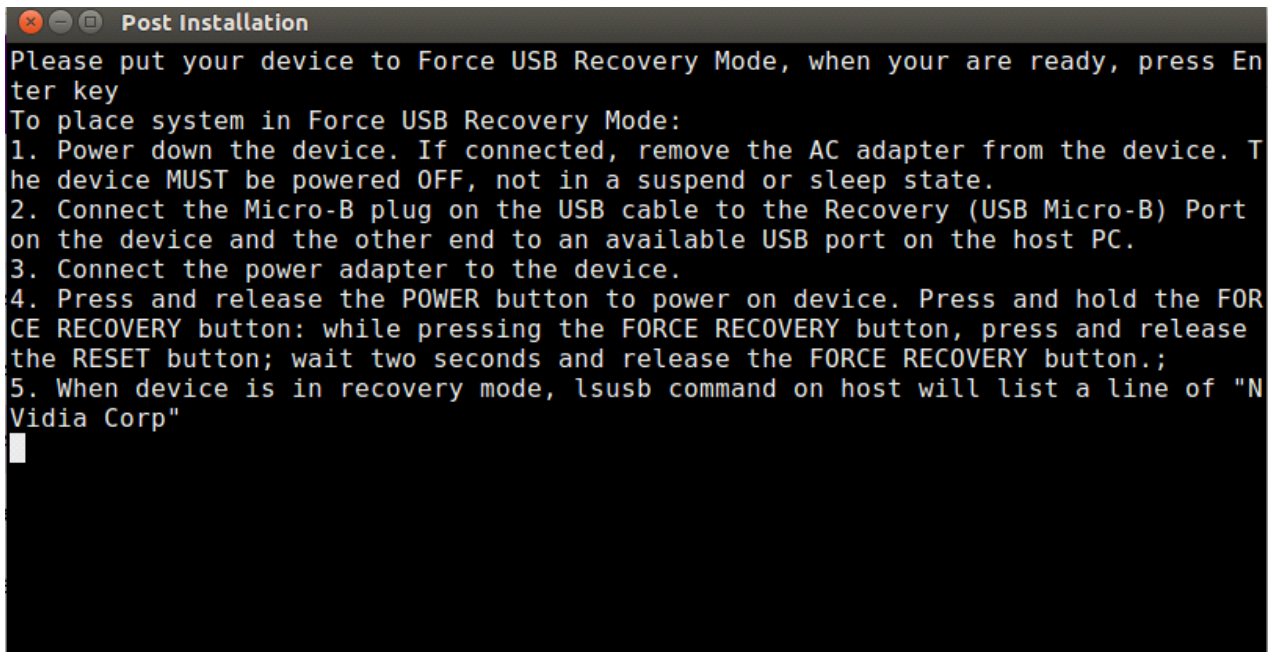 Post Installation
Please put your device to Force USB Recovery Mode, when your are ready, press En
ter key
To place system in Force USB Recovery Mode:
1. Power down the device. If connected, remove the AC adapter from the device. T
he device MUST be powered OFF, not in a suspend or sleep state.
2. Connect the Micro-B plug on the USB cable to the Recovery (USB Micro-B) Port
on the device and the other end to an available USB port on the host PC.
3. Connect the power adapter to the device.
4. Press and release the POWER button to power on device. Press and hold the FOR
CE RECOVERY button: while pressing the FORCE RECOVERY button, press and release
the RESET button; wait two seconds and release the FORCE RECOVERY button.;
5. When device is in recovery mode, lsusb command on host will list a line of "N
Vidia Corp"